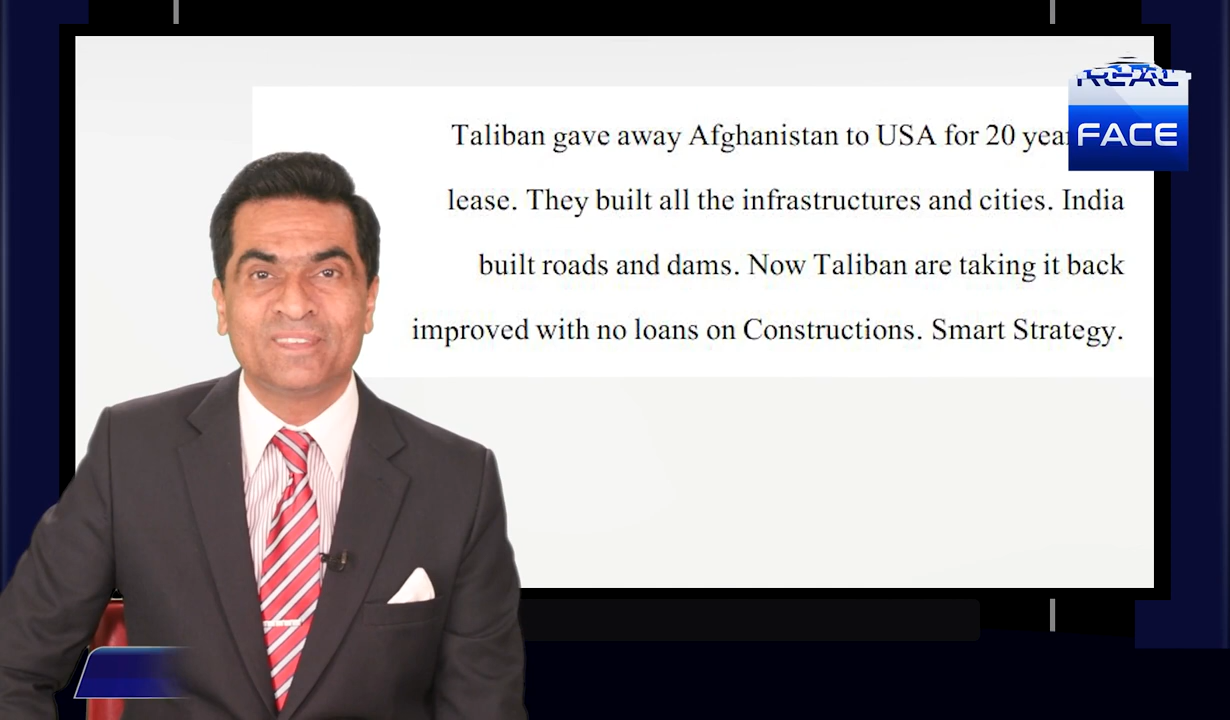 Taliban gave away Afghanistan to USA for 20
lease. They built all the infrastructures and cities. India
built roads and dams. Now Taliban are taking it back
improved with no loans on Constructions. Smart Strategy.
REAL
FACE